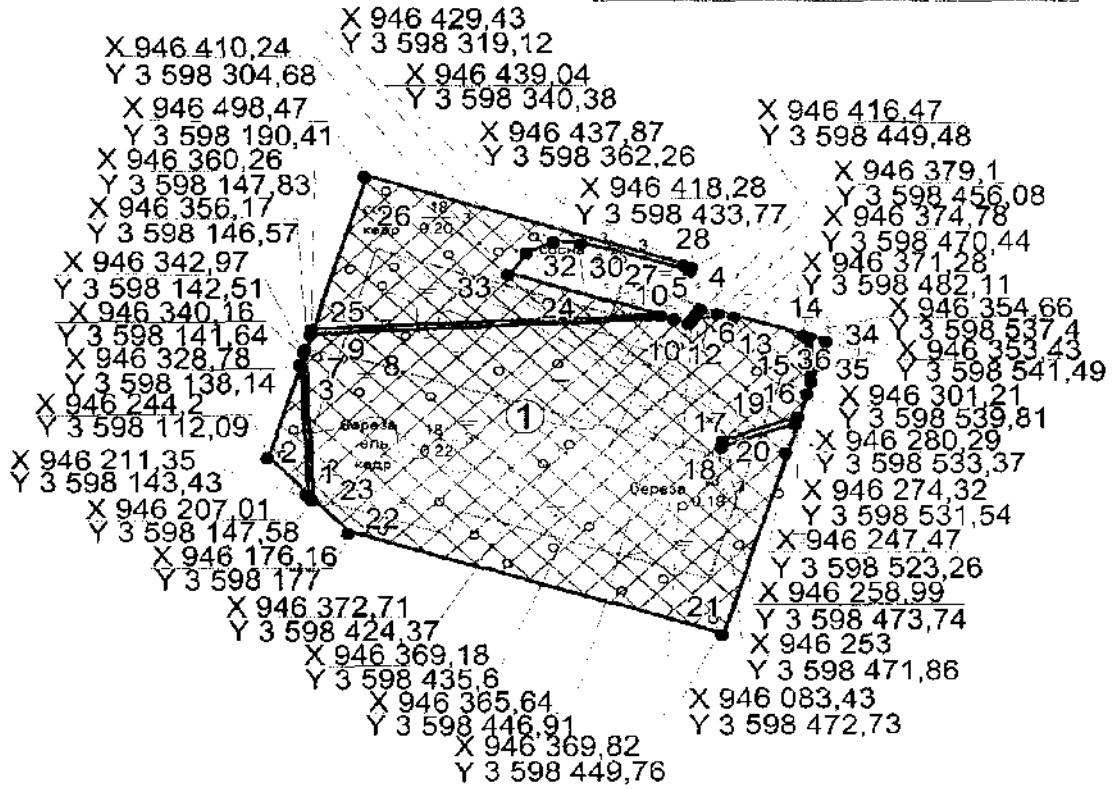 X 946 429,43
Y 3 598 319,12
X 946 410,24
Y 3 598 304,68
X 946 439,04
Y 3 598 340,38
X 946 498,47
Y 3 598 190,41
X 946 416,47
Y 3 598 449,48
X 946 437,87
Y 3 598 362,26
X 946 360,26
Y 3 598 147,83
X 946 379,1
Y 3 598 456,08
X 946 418,28
Y 3 598 433,77
X 946 356,17
Y 3 598 146,57
X 946 374,78
Y 3 598 470,44
X 946 342,97
Y 3 598 142,51
X 946 371,28
Y 3 598 482,11
X 946 340,16
Y 3 598 141,64
X 946 354,66
Y 3 598 537,4
X 946 328,78
Y 3 598 138,14
X 946 353,43
Y 3 598 541,49
X 946 244,2
Y 3 598 112,09
X 946 301,21
Y 3 598 539,81
X 946 211,35
Y 3 598 143,43
X 946 280,29
Y 3 598 533,37
X 946 207,01
Y 3 598 147,58
X 946 274,32
Y 3 598 531,54
X 946 176,16
Y 3 598 177
X 946 247,47
Y 3 598 523,26
X 946 372,71
Y 3 598 424,37
X 946 258,99
Y 3 598 473,74
X 946 369,18
Y 3 598 435,6
X 946 253
Y 3 598 471,86
X 946 365,64
Y 3 598 446,91
X 946 083,43
Y 3 598 472,73
X 946 369,82
Y 3 598 449,76
26
кедр
18
0.20
28
32
30
27
5
4
33
24
10
14
25
34
9
10
12
6
13
7
8
15
36
35
3
16
1
19
17
береза
ель
кедр
18
0.22
20
18
2
1
23
береза
0.19
22
21